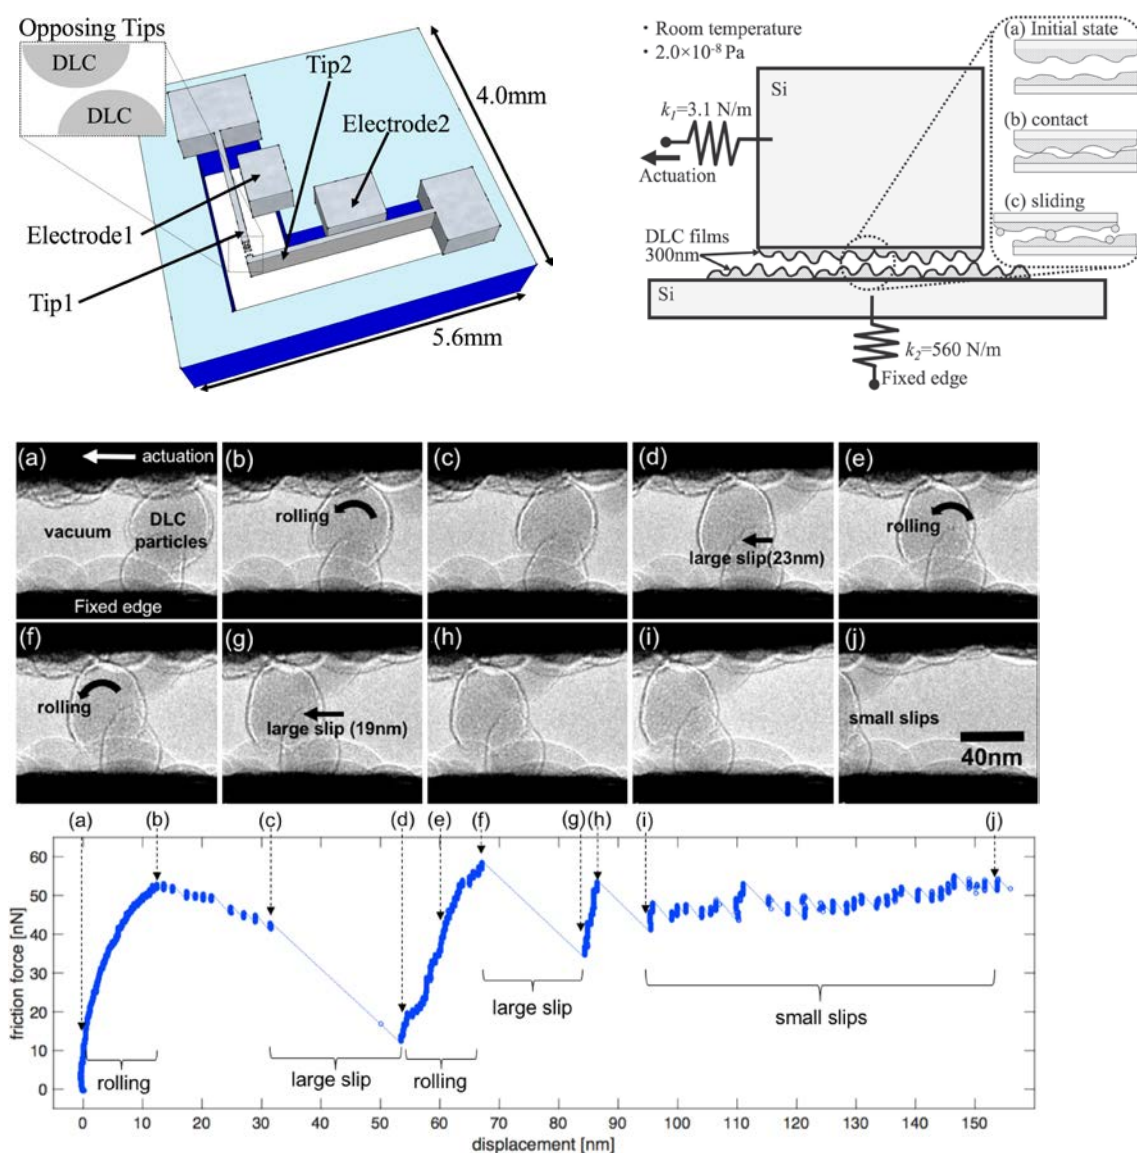 Opposing Tips
DLC
DLC
Tip2
Electrode2
4.0mm
Electrode1
Tip1
5.6mm
・ Room temperature
・ 2.0×10⁻⁸ Pa
Si
k₁=3.1 N/m
Actuation
DLC films
300nm
Si
k₂=560 N/m
Fixed edge
(a) Initial state
(b) contact
(c) sliding
(a)
actuation
vacuum
DLC
particles
Fixed edge
(b)
rolling
(c)
(d)
large slip(23nm)
(e)
rolling
(f)
rolling
(g)
large slip (19nm)
(h)
(i)
(j)
small slips
40nm
(a) (b) (c) (d) (e) (f) (g) (h) (i) (j)
friction force [nN]
60
50
40
30
20
10
0
rolling
large slip
rolling
large slip
small slips
0 10 20 30 40 50 60 70 80 90 100 110 120 130 140 150
displacement [nm]